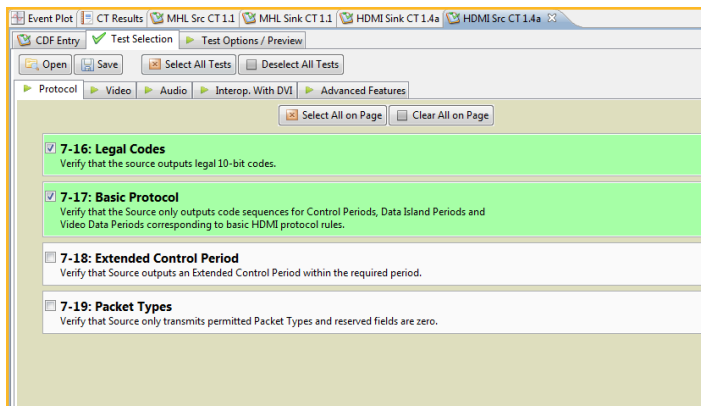 Event Plot CT Results MHL Src CT 1.1 MHL Sink CT 1.1 HDMI Sink CT 1.4a HDMI Src CT 1.4a
CDF Entry Test Selection Test Options / Preview
Open Save Select All Tests Deselect All Tests
Protocol Video Audio Interop. With DVI Advanced Features
Select All on Page Clear All on Page
7-16: Legal Codes
Verify that the source outputs legal 10-bit codes.
7-17: Basic Protocol
Verify that the Source only outputs code sequences for Control Periods, Data Island Periods and
Video Data Periods corresponding to basic HDMI protocol rules.
7-18: Extended Control Period
Verify that Source outputs an Extended Control Period within the required period.
7-19: Packet Types
Verify that Source only transmits permitted Packet Types and reserved fields are zero.